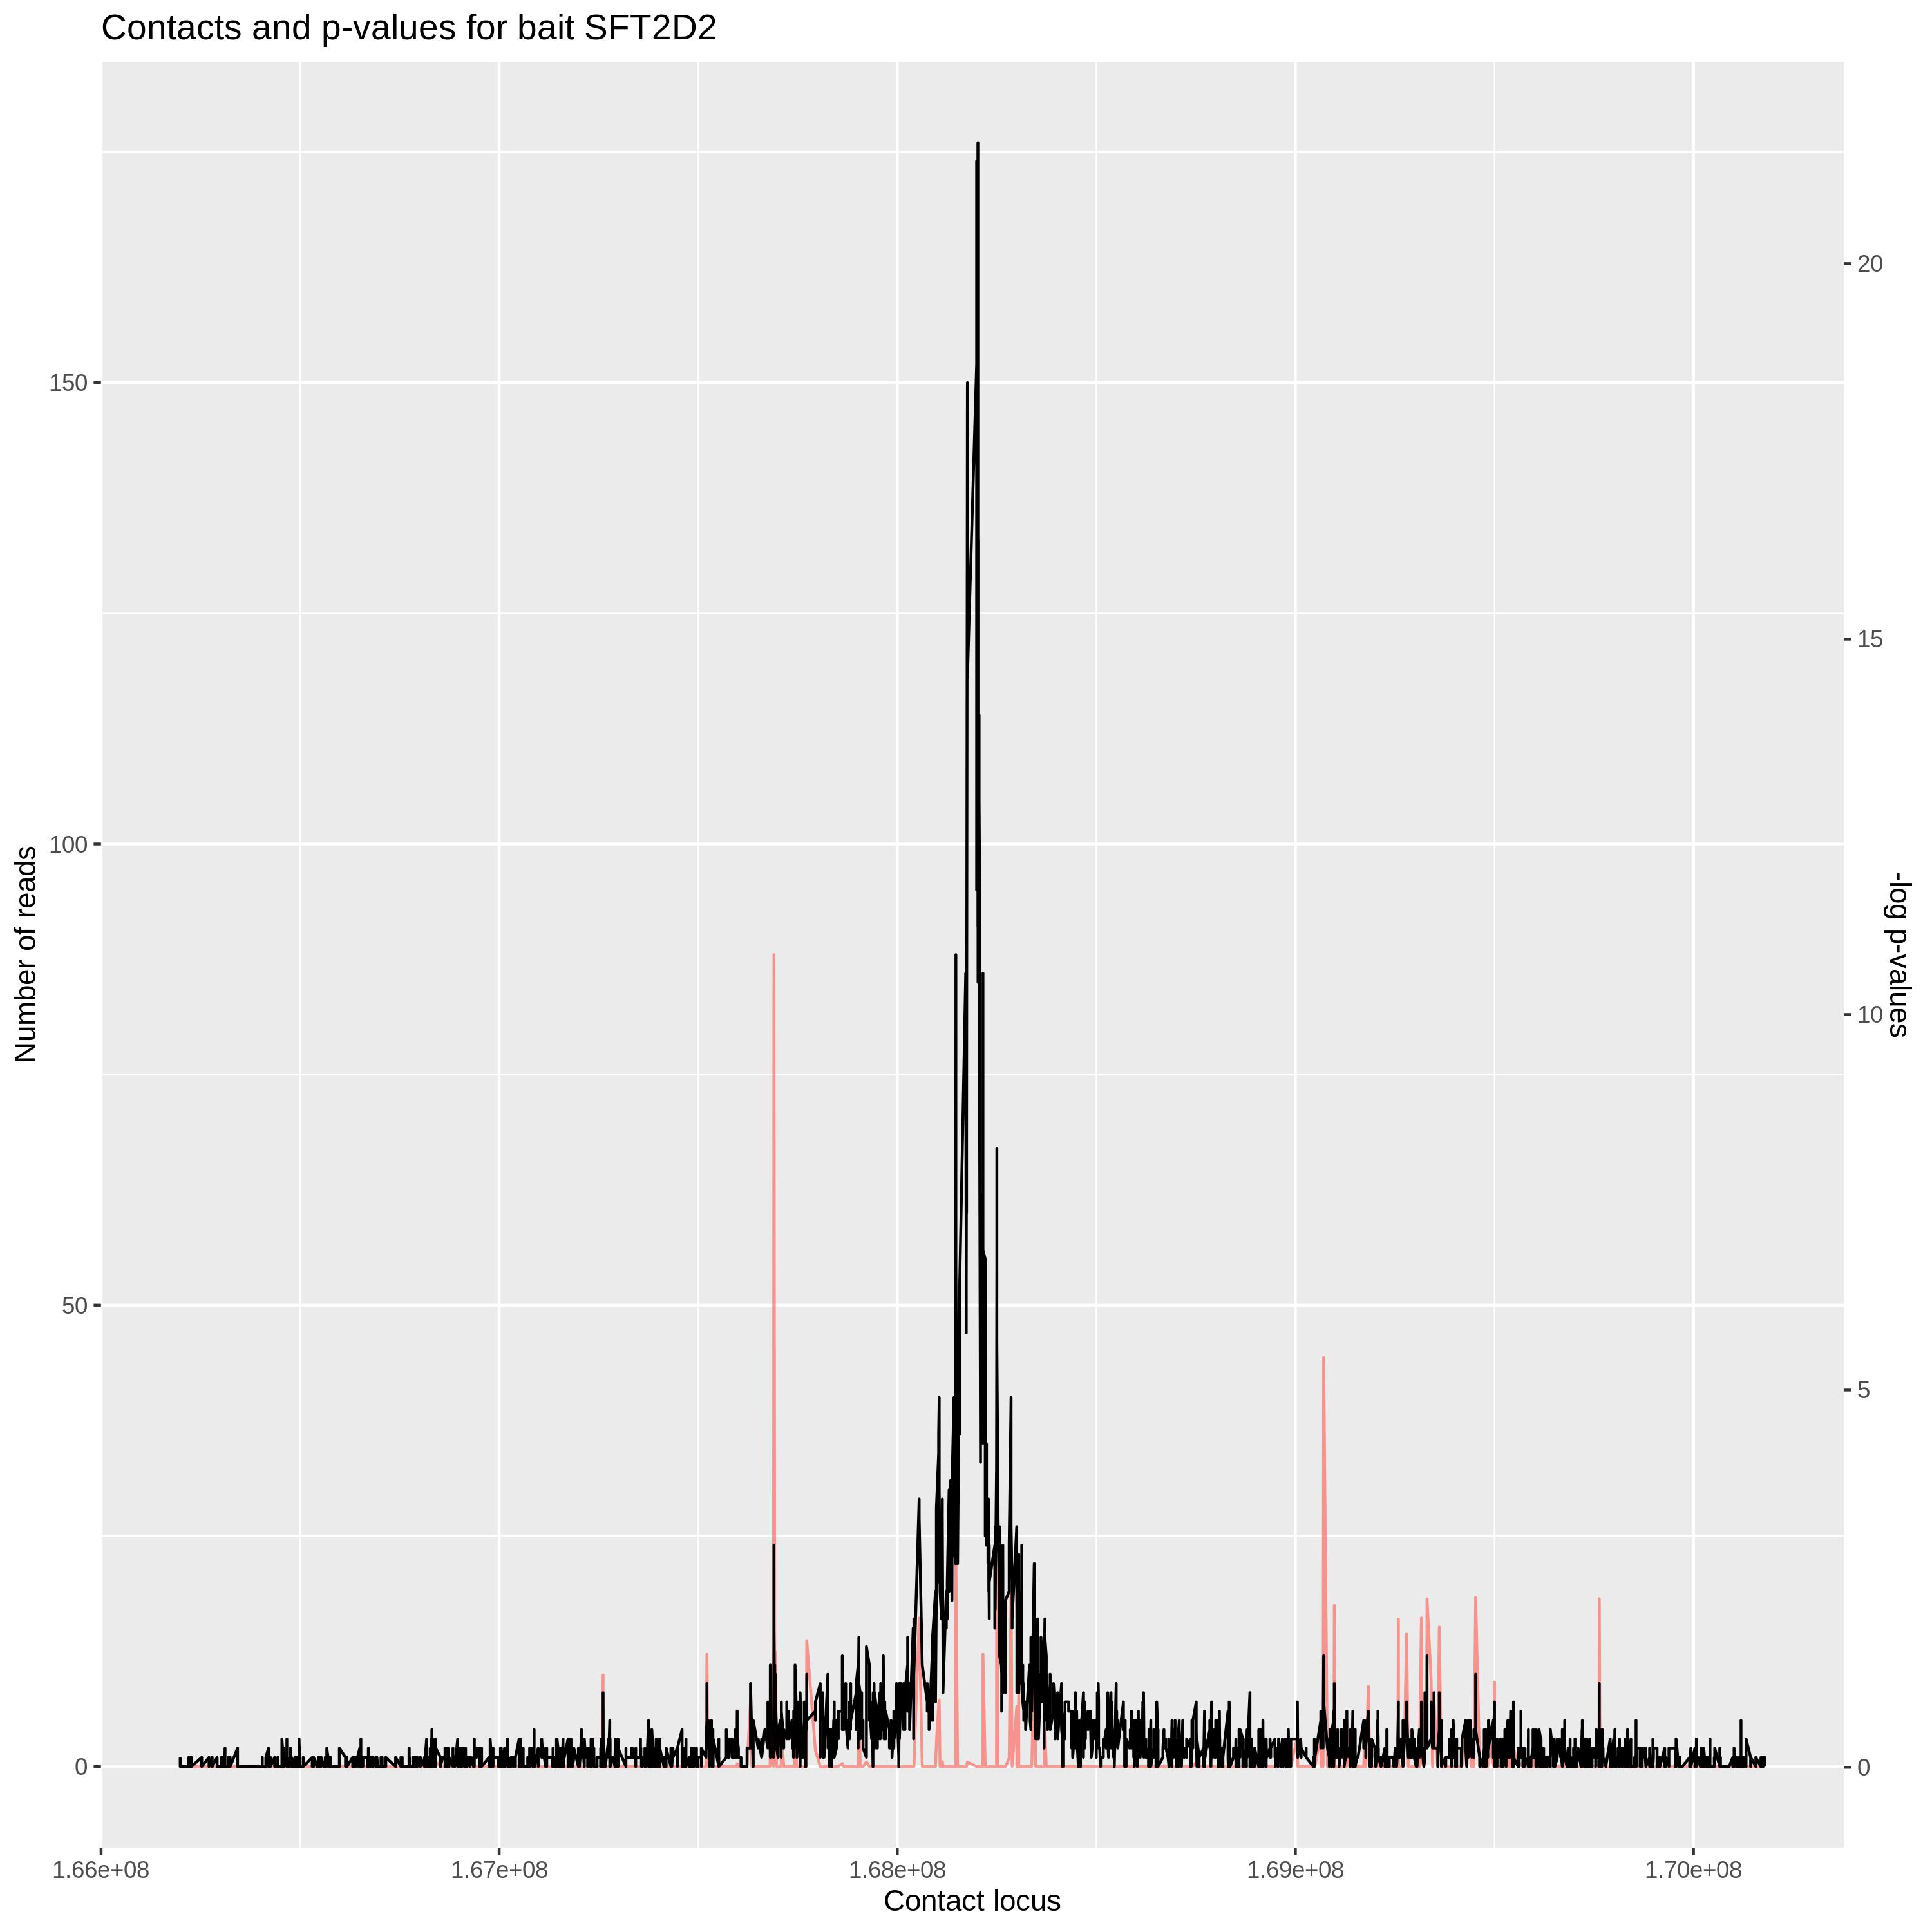 Contacts and p-values for bait SFT2D2
150
100
50
0
Number of reads
20
15
10
5
0
-log p-values
1.66e+08
1.67e+08
1.68e+08
1.69e+08
1.70e+08
Contact locus